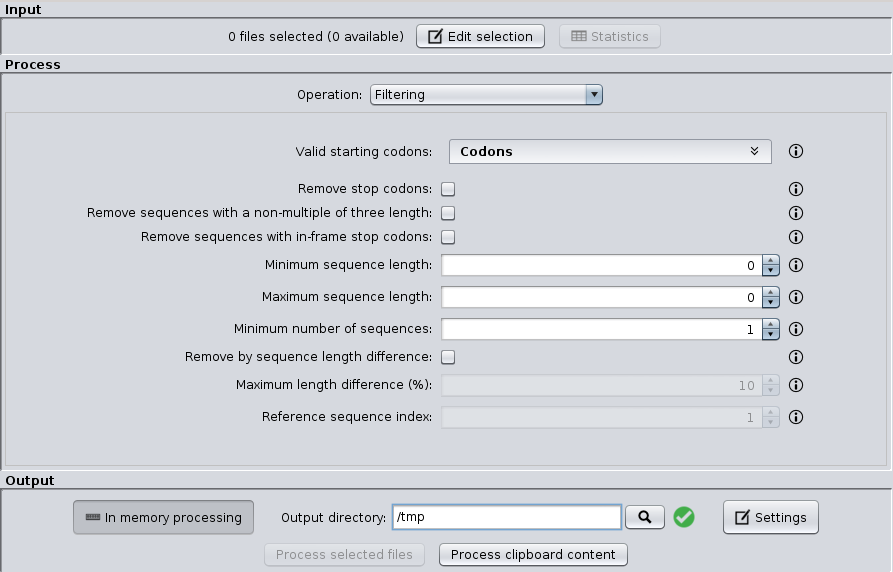 Input
0 files selected (0 available) Edit selection Statistics
Process
Operation: Filtering
Valid starting codons: Codons
Remove stop codons:
Remove sequences with a non-multiple of three length:
Remove sequences with in-frame stop codons:
Minimum sequence length: 0
Maximum sequence length: 0
Minimum number of sequences: 1
Remove by sequence length difference:
Maximum length difference (%): 10
Reference sequence index: 1
Output
In memory processing Output directory: /tmp Settings
Process selected files Process clipboard content